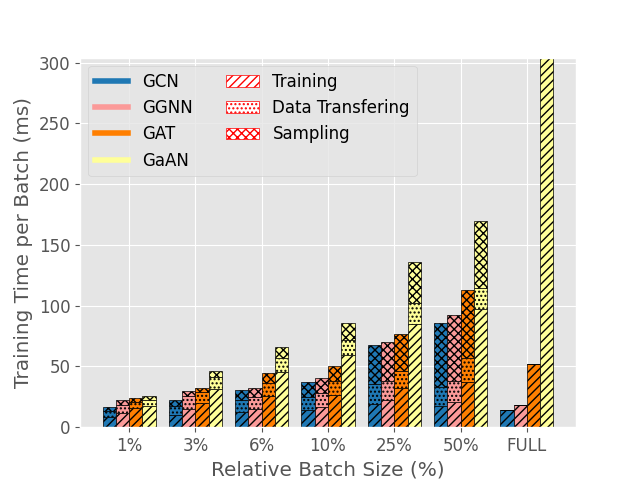 300
250
200
150
100
50
0
Training Time per Batch (ms)
GCN
GGNN
GAT
GaAN
Training
Data Transfering
Sampling
1% 3% 6% 10% 25% 50% FULL
Relative Batch Size (%)